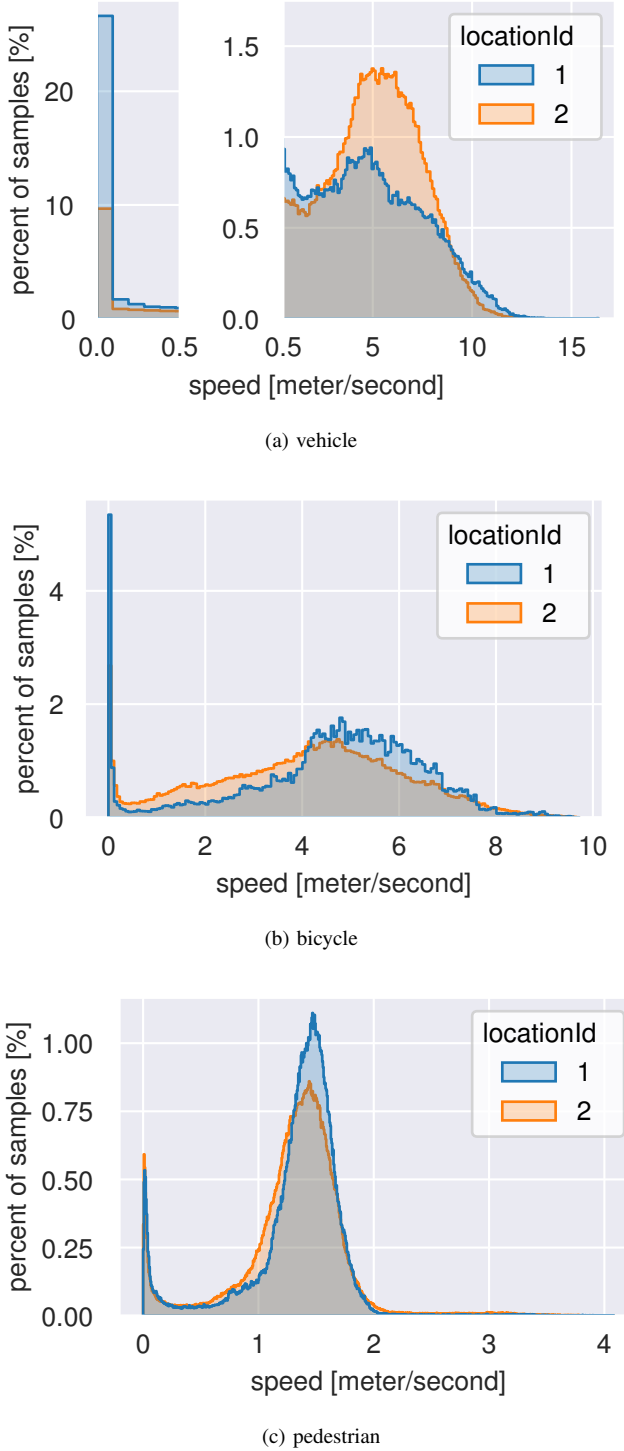 percent of samples [%]
20
10
0
0.0 0.5
1.5
1.0
0.5
0.0
0.5 5 10 15
locationId
1
2
speed [meter/second]
(a) vehicle
percent of samples [%]
4
2
0
0 2 4 6 8 10
locationId
1
2
speed [meter/second]
(b) bicycle
percent of samples [%]
1.00
0.75
0.50
0.25
0.00
0 1 2 3 4
locationId
1
2
speed [meter/second]
(c) pedestrian